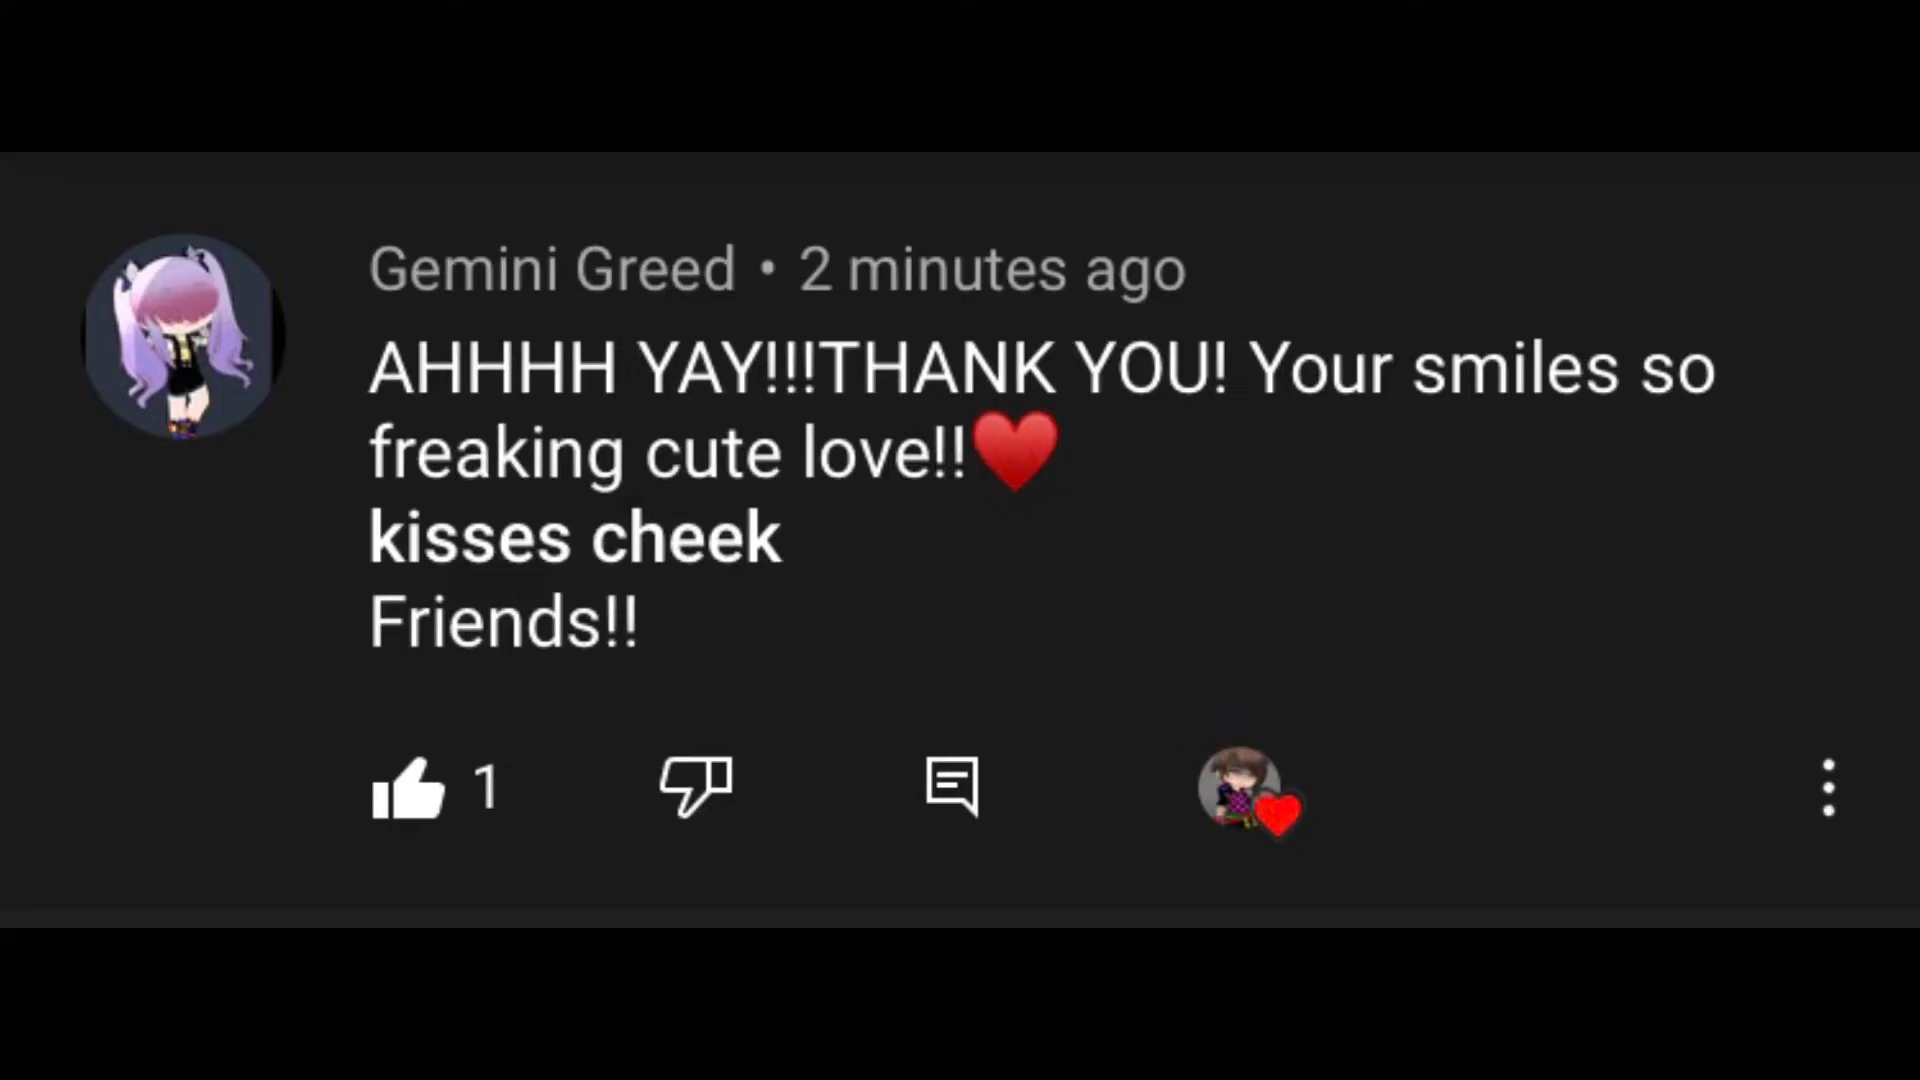 Gemini Greed • 2 minutes ago
AHHHH YAY!!!THANK YOU! Your smiles so
freaking cute love!!♥️
kisses cheek
Friends!!
1